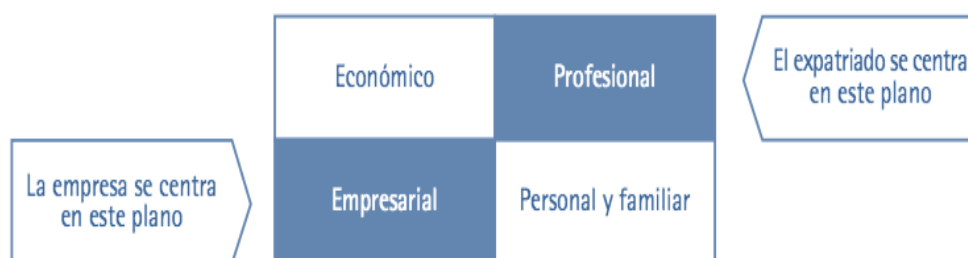 Económico
Profesional
El expatriado se centra
en este plano
La empresa se centra
en este plano
Empresarial
Personal y familiar